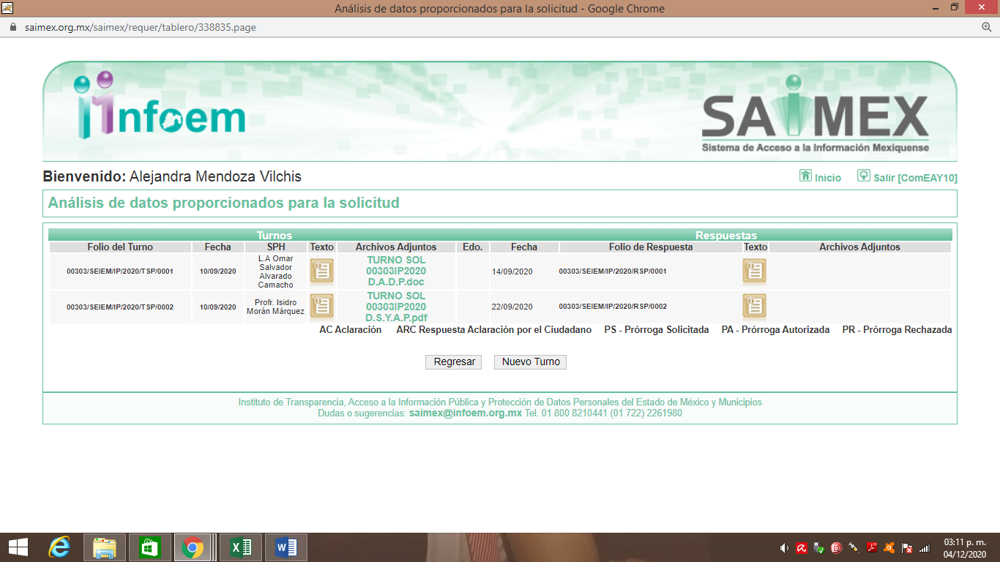 Análisis de datos proporcionados para la solicitud - Google Chrome
saimex.org.mx/saimex/requer/tablero/338835.page
infoem
SAIMEX
Sistema de Acceso a la Información Mexiquense
Bienvenido: Alejandra Mendoza Vilchis
Inicio Salir [ComEAY10]
Análisis de datos proporcionados para la solicitud
Turnos Respuestas
Folio del Turno Fecha SPH Texto Archivos Adjuntos Edo. Fecha Folio de Respuesta Texto Archivos Adjuntos
00303/SEIEM/IP/2020/TSP/0001 10/09/2020 L.A Omar Salvador Alvarado Camacho TURNO SOL 00303IP2020 D.A.D.P.doc 14/09/2020 00303/SEIEM/IP/2020/RSP/0001
00303/SEIEM/IP/2020/TSP/0002 10/09/2020 Profr. Isidro Morán Márquez TURNO SOL 00303IP2020 D.S.Y.A.P.pdf 22/09/2020 00303/SEIEM/IP/2020/RSP/0002
AC Aclaración ARC Respuesta Aclaración por el Ciudadano PS - Prórroga Solicitada PA - Prórroga Autorizada PR - Prórroga Rechazada
Regresar Nuevo Turno
Instituto de Transparencia, Acceso a la Información Pública y Protección de Datos Personales del Estado de México y Municipios
Dudas o sugerencias: saimex@infoem.org.mx Tel. 01 800 8210441 (01 722) 2261980
03:11 p. m.
04/12/2020